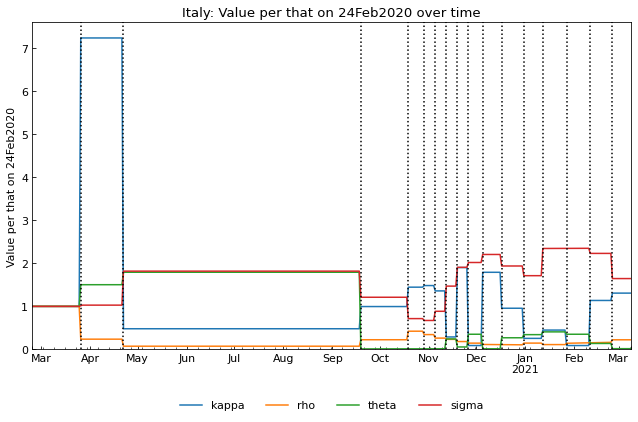 Italy: Value per that on 24Feb2020 over time
Value per that on 24Feb2020
7
6
5
4
3
2
1
0
Mar Apr May Jun Jul Aug Sep Oct Nov Dec Jan Feb Mar
2021
kappa rho theta sigma